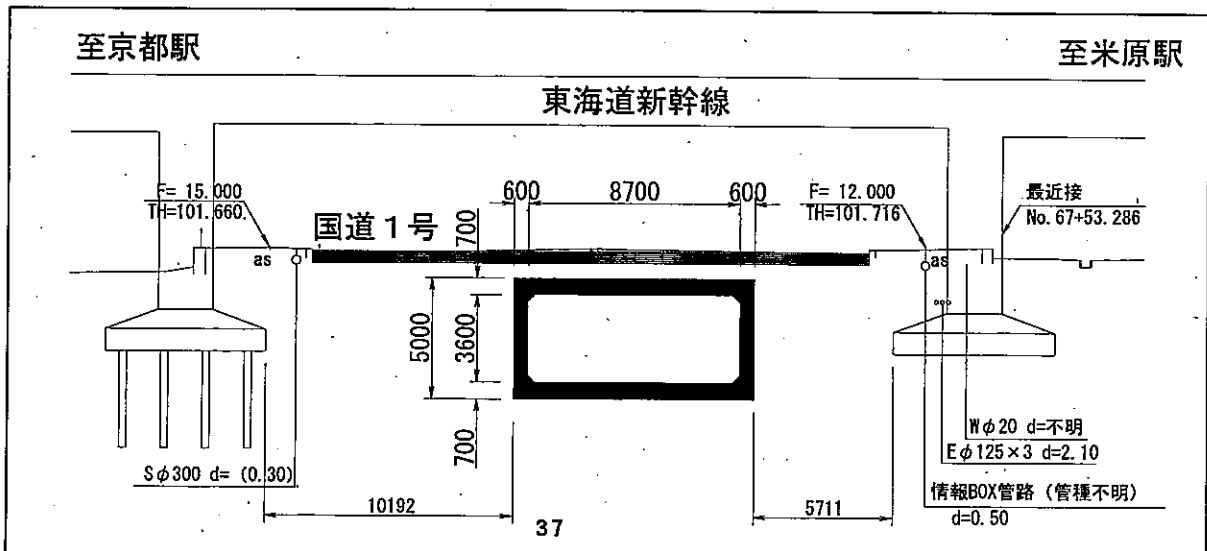 至京都駅
至米原駅
東海道新幹線
F= 15.000
TH=101.660.
600
8700
600
F= 12.000
TH=101.716
最近接
No.67+53.286
国道1号
700
as
as
5000
3600
700
Sφ300 d= (0.30)
Wφ20 d=不明
Eφ125×3 d=2.10
情報BOX管路 (管種不明)
d=0.50
10192
5711
37